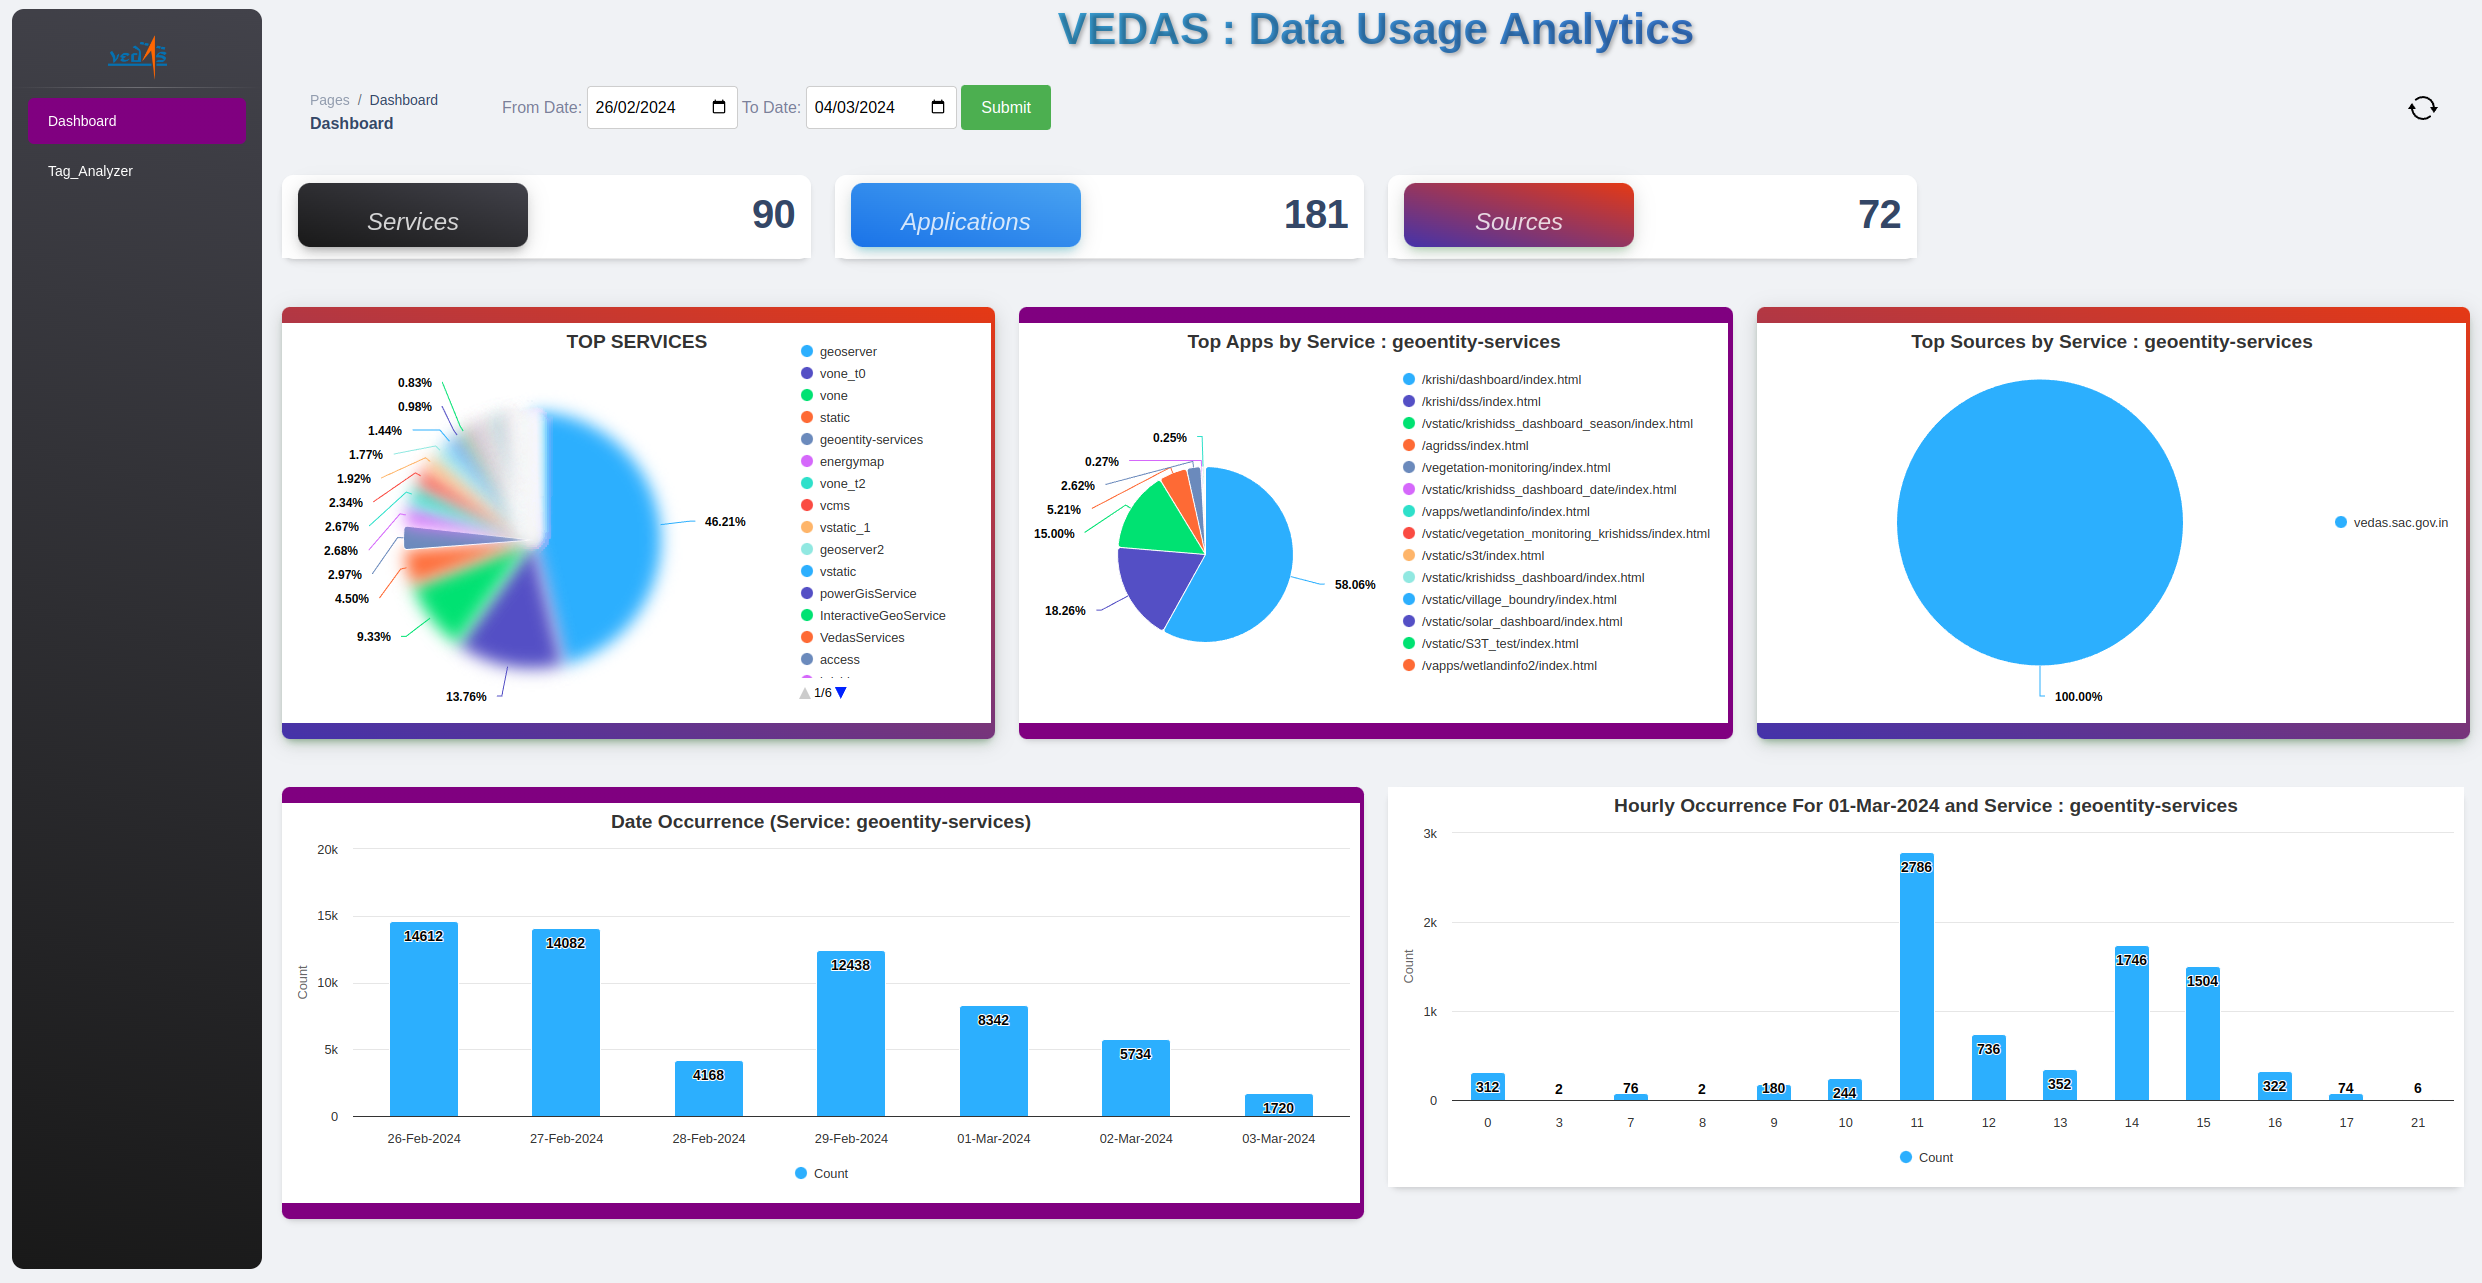 VEDAS : Data Usage Analytics
vedas
Dashboard
Tag_Analyzer
Pages / Dashboard
Dashboard
From Date: 26/02/2024 To Date: 04/03/2024 Submit
Services 90
Applications 181
Sources 72
TOP SERVICES
0.83%
0.98%
1.44%
1.77%
1.92%
2.34%
2.67%
2.68%
2.97%
4.50%
9.33%
13.76%
46.21%
geoserver
vone_t0
vone
static
geoentity-services
energymap
vone_t2
vcms
vstatic_1
geoserver2
vstatic
powerGisService
InteractiveGeoService
VedasServices
access
1/6
Top Apps by Service : geoentity-services
0.25%
0.27%
2.62%
5.21%
15.00%
18.26%
58.06%
/krishi/dashboard/index.html
/krishi/dss/index.html
/vstatic/krishidss_dashboard_season/index.html
/agridss/index.html
/vegetation-monitoring/index.html
/vstatic/krishidss_dashboard_date/index.html
/vapps/wetlandinfo/index.html
/vstatic/vegetation_monitoring_krishidss/index.html
/vstatic/s3t/index.html
/vstatic/krishidss_dashboard/index.html
/vstatic/village_boundry/index.html
/vstatic/solar_dashboard/index.html
/vstatic/S3T_test/index.html
/vapps/wetlandinfo2/index.html
Top Sources by Service : geoentity-services
vedas.sac.gov.in
100.00%
Date Occurrence (Service: geoentity-services)
20k
15k
10k
5k
0
Count
14612
14082
4168
12438
8342
5734
1720
26-Feb-2024 27-Feb-2024 28-Feb-2024 29-Feb-2024 01-Mar-2024 02-Mar-2024 03-Mar-2024
Count
Hourly Occurrence For 01-Mar-2024 and Service : geoentity-services
3k
2k
1k
0
Count
312
2
76
2
180
244
2786
736
352
1746
1504
322
74
6
0 3 7 8 9 10 11 12 13 14 15 16 17 21
Count